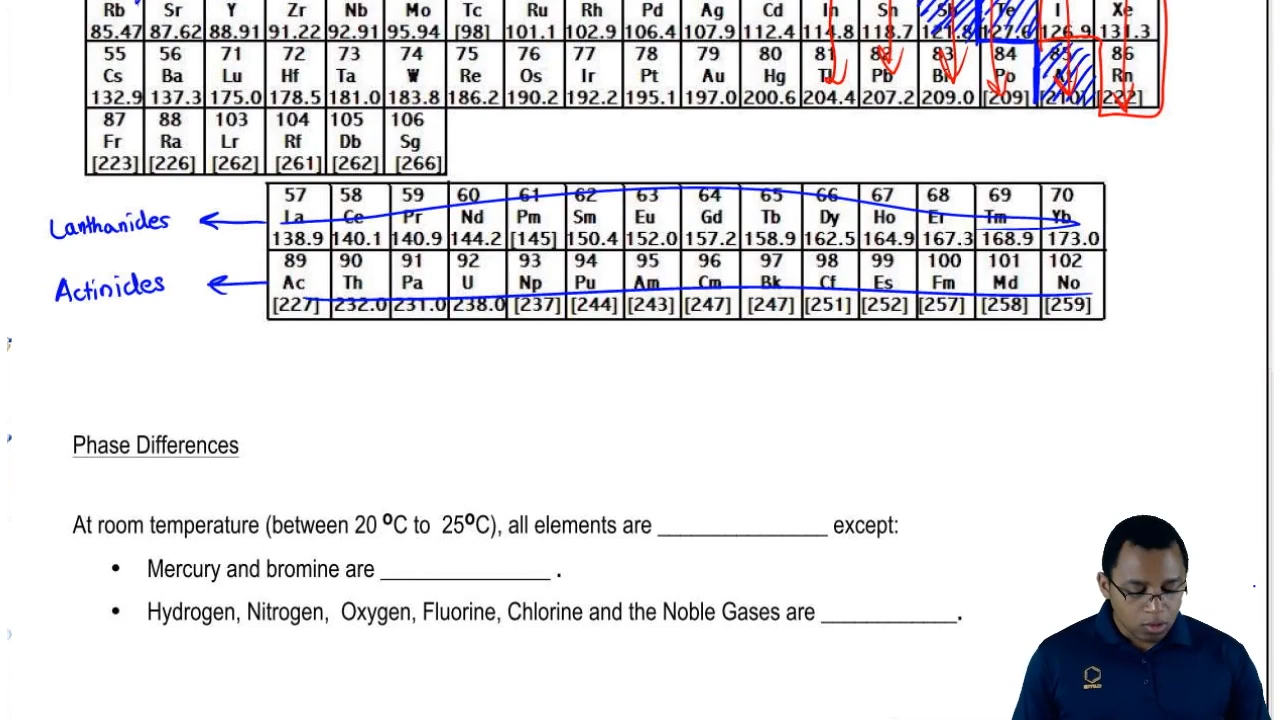 Rb Sr Y Zr Nb Mo Tc Ru Rh Pd Ag Cd In Sn Te I Xe
85.47 87.62 88.91 91.22 92.91 95.94 [98] 101.1 102.9 106.4 107.9 112.4 114.8 118.7 121.8 127.6 126.9 131.3
55 56 71 72 73 74 75 76 77 78 79 80 81 82 83 84 85 86
Cs Ba Lu Hf Ta W Re Os Ir Pt Au Hg Tl Pb Bi Po At Rn
132.9 137.3 175.0 178.5 181.0 183.8 186.2 190.2 192.2 195.1 197.0 200.6 204.4 207.2 209.0 [209] [222]
87 88 103 104 105 106
Fr Ra Lr Rf Db Sg
[223] [226] [262] [261] [262] [266]
57 58 59 60 61 62 63 64 65 66 67 68 69 70
Lanthanides La Ce Pr Nd Pm Sm Eu Gd Tb Dy Ho Er Tm Yb
138.9 140.1 140.9 144.2 [145] 150.4 152.0 157.2 158.9 162.5 164.9 167.3 168.9 173.0
89 90 91 92 93 94 95 96 97 98 99 100 101 102
Actinides Ac Th Pa U Np Pu Am Cm Bk Cf Es Fm Md No
[227] 232.0 231.0 238.0 [237] [244] [243] [247] [247] [251] [252] [257] [258] [259]
Phase Differences
At room temperature (between 20 ºC to 25ºC), all elements are _______________ except:
• Mercury and bromine are _______________ .
• Hydrogen, Nitrogen, Oxygen, Fluorine, Chlorine and the Noble Gases are ____________.